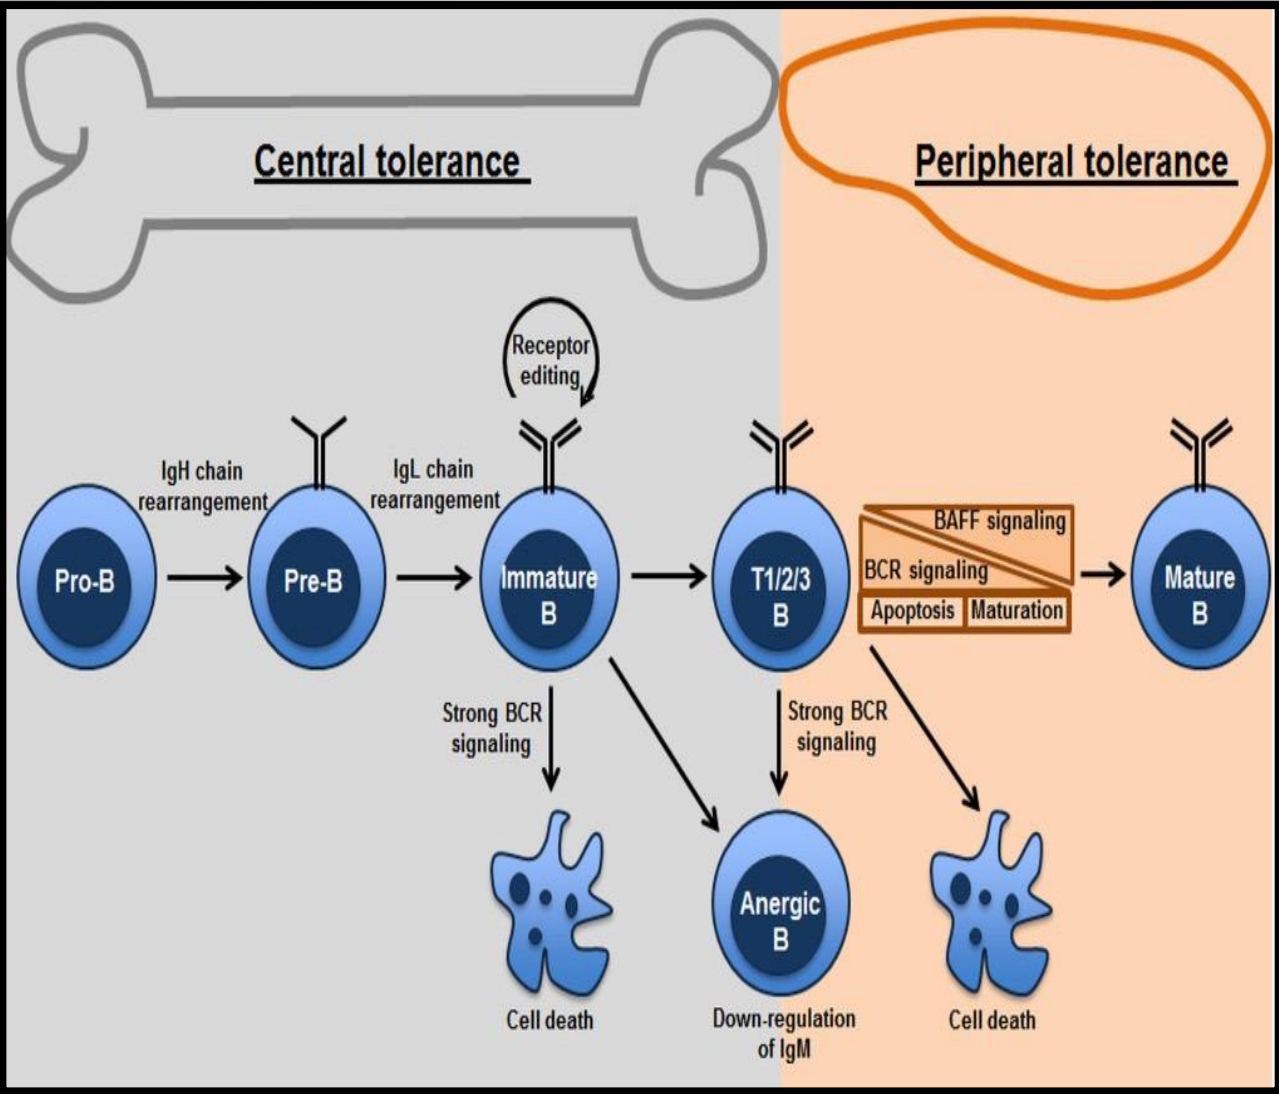 Central tolerance
Peripheral tolerance
Receptor
editing
IgH chain
rearrangement
IgL chain
rearrangement
Pro-B
Pre-B
Immature
B
T1/2/3
B
BAFF signaling
BCR signaling
Apoptosis
Maturation
Mature
B
Strong BCR
signaling
Strong BCR
signaling
Anergic
B
Cell death
Down-regulation
of IgM
Cell death